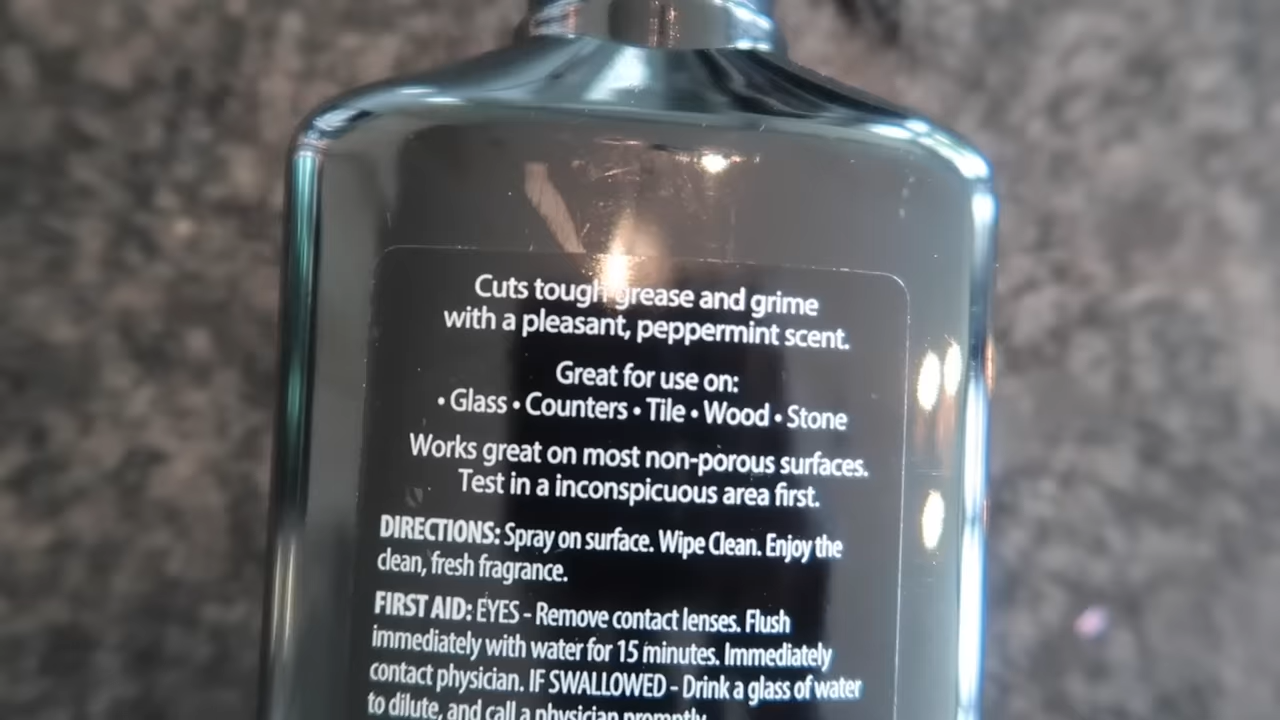 Cuts tough grease and grime
with a pleasant, peppermint scent.
Great for use on:
• Glass • Counters • Tile • Wood • Stone
Works great on most non-porous surfaces.
Test in a inconspicuous area first.
DIRECTIONS: Spray on surface. Wipe Clean. Enjoy the
clean, fresh fragrance.
FIRST AID: EYES - Remove contact lenses. Flush
immediately with water for 15 minutes. Immediately
contact physician. IF SWALLOWED - Drink a glass of water
to dilute, and call a physician promptly.